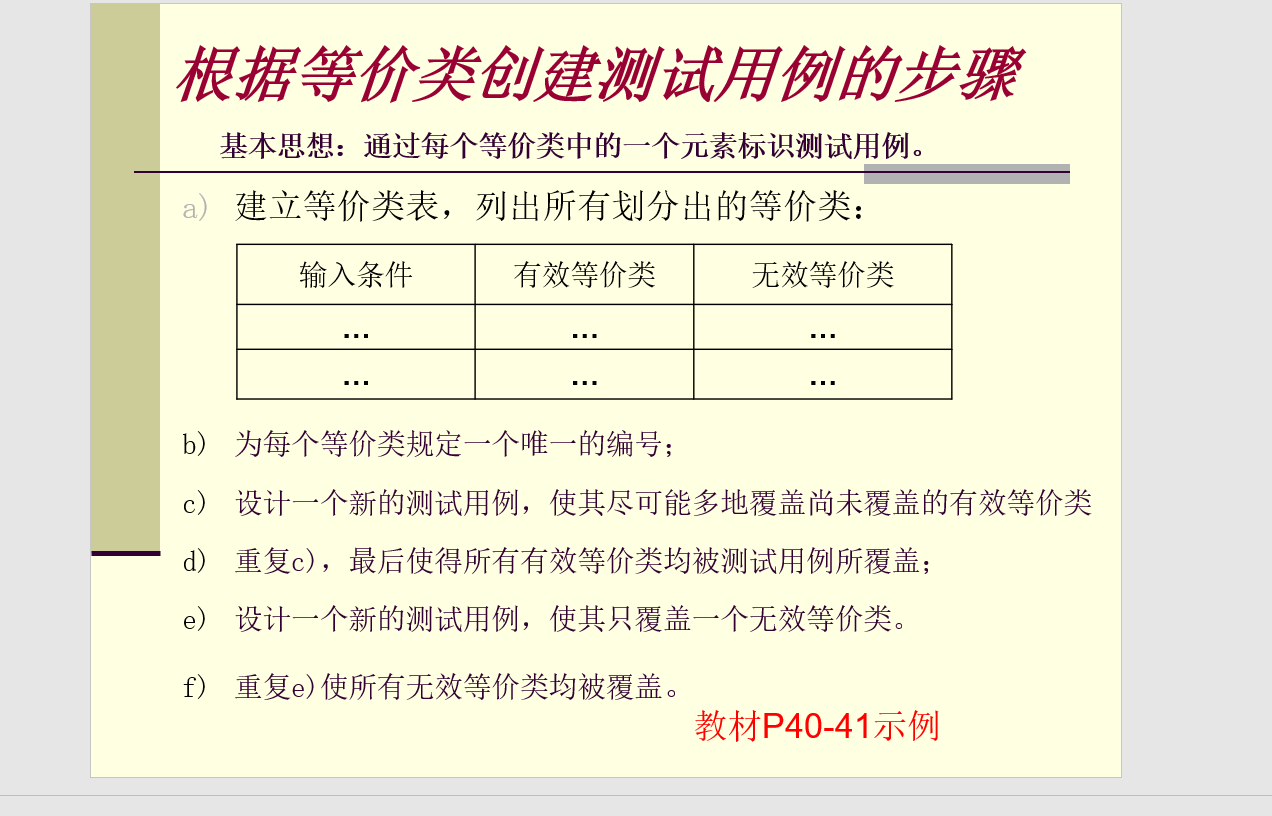 根据等价类创建测试用例的步骤
基本思想：通过每个等价类中的一个元素标识测试用例。
a) 建立等价类表，列出所有划分出的等价类：
输入条件 有效等价类 无效等价类
… … …
… … …
b) 为每个等价类规定一个唯一的编号；
c) 设计一个新的测试用例，使其尽可能多地覆盖尚未覆盖的有效等价类
d) 重复c)，最后使得所有有效等价类均被测试用例所覆盖；
e) 设计一个新的测试用例，使其只覆盖一个无效等价类。
f) 重复e)使所有无效等价类均被覆盖。
教材P40-41示例